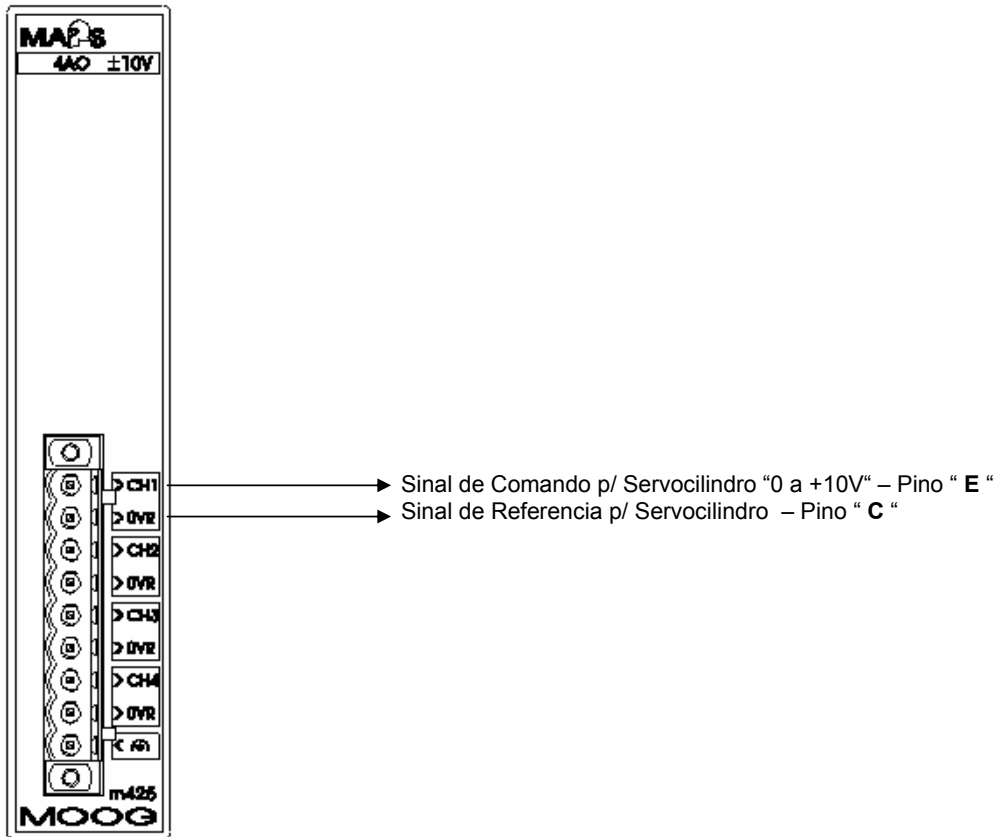 MAPS
4AO ±10V
CH1
0VR
CH2
0VR
CH3
0VR
CH4
0VR
m425
MOOG
Sinal de Comando p/ Servocilindro “0 a +10V“ – Pino “ E “
Sinal de Referencia p/ Servocilindro – Pino “ C “